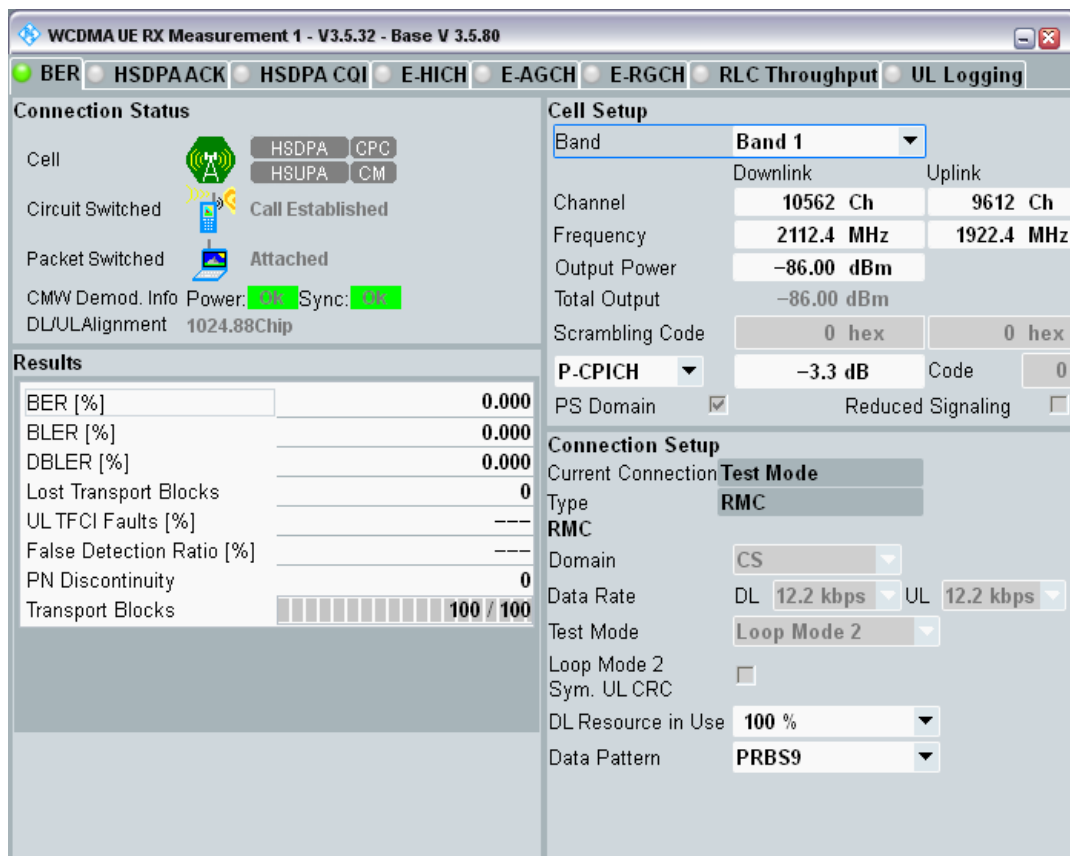 WCDMA UE RX Measurement 1 - V3.5.32 - Base V 3.5.80
BER HSDPA ACK HSDPA CQI E-HICH E-AGCH E-RGCH RLC Throughput UL Logging
Connection Status
Cell HSDPA CPC
HSUPA CM
Circuit Switched Call Established
Packet Switched Attached
CMW Demod. Info Power: Ok Sync: Ok
DL/ULAlignment 1024.88Chip
Results
BER [%] 0.000
BLER [%] 0.000
DBLER [%] 0.000
Lost Transport Blocks 0
UL TFCI Faults [%] ---
False Detection Ratio [%] ---
PN Discontinuity 0
Transport Blocks 100 / 100
Cell Setup
Band Band 1
Downlink Uplink
Channel 10562 Ch 9612 Ch
Frequency 2112.4 MHz 1922.4 MHz
Output Power -86.00 dBm
Total Output -86.00 dBm
Scrambling Code 0 hex 0 hex
P-CPICH -3.3 dB Code 0
PS Domain Reduced Signaling
Connection Setup
Current Connection Test Mode
Type RMC
RMC
Domain CS
Data Rate DL 12.2 kbps UL 12.2 kbps
Test Mode Loop Mode 2
Loop Mode 2
Sym. UL CRC
DL Resource in Use 100 %
Data Pattern PRBS9